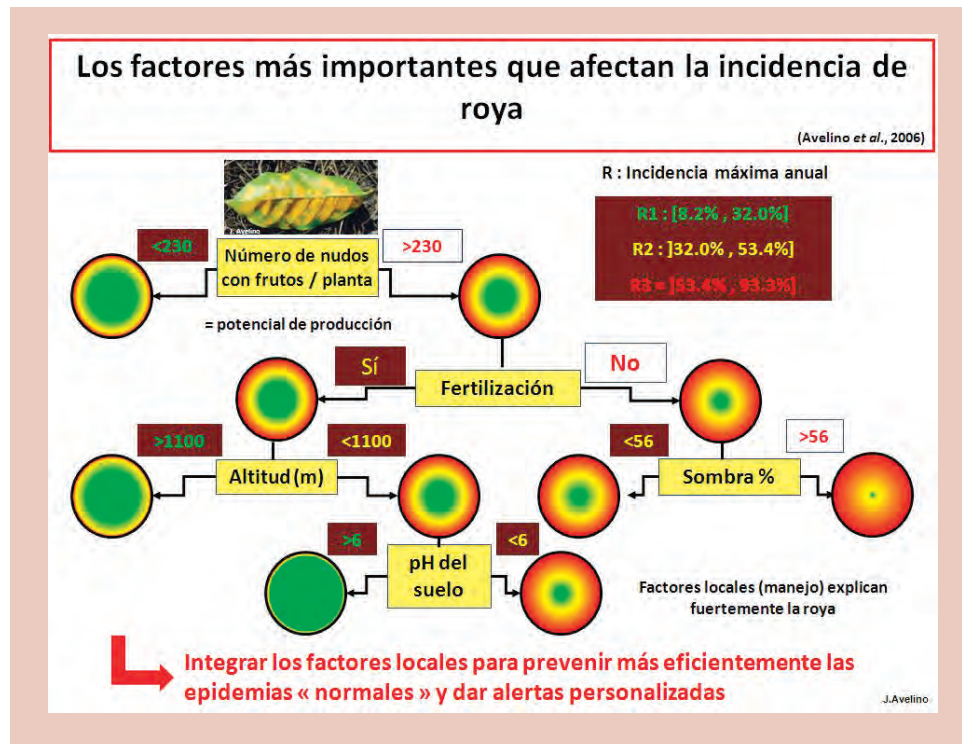 Los factores más importantes que afectan la incidencia de
roya
(Avelino et al., 2006)
R : Incidencia máxima anual
R1 : [8.2% , 32.0%]
R2 : ]32.0% , 53.4%]
R3 = ]53.4% , 93.3%]
J. Avelino
<230
Número de nudos
con frutos / planta
>230
= potencial de producción
Sí
Fertilización
No
>1100
Altitud (m)
<1100
<56
Sombra %
>56
>6
pH del
suelo
<6
Factores locales (manejo) explican
fuertemente la roya
Integrar los factores locales para prevenir más eficientemente las
epidemias « normales » y dar alertas personalizadas
J.Avelino